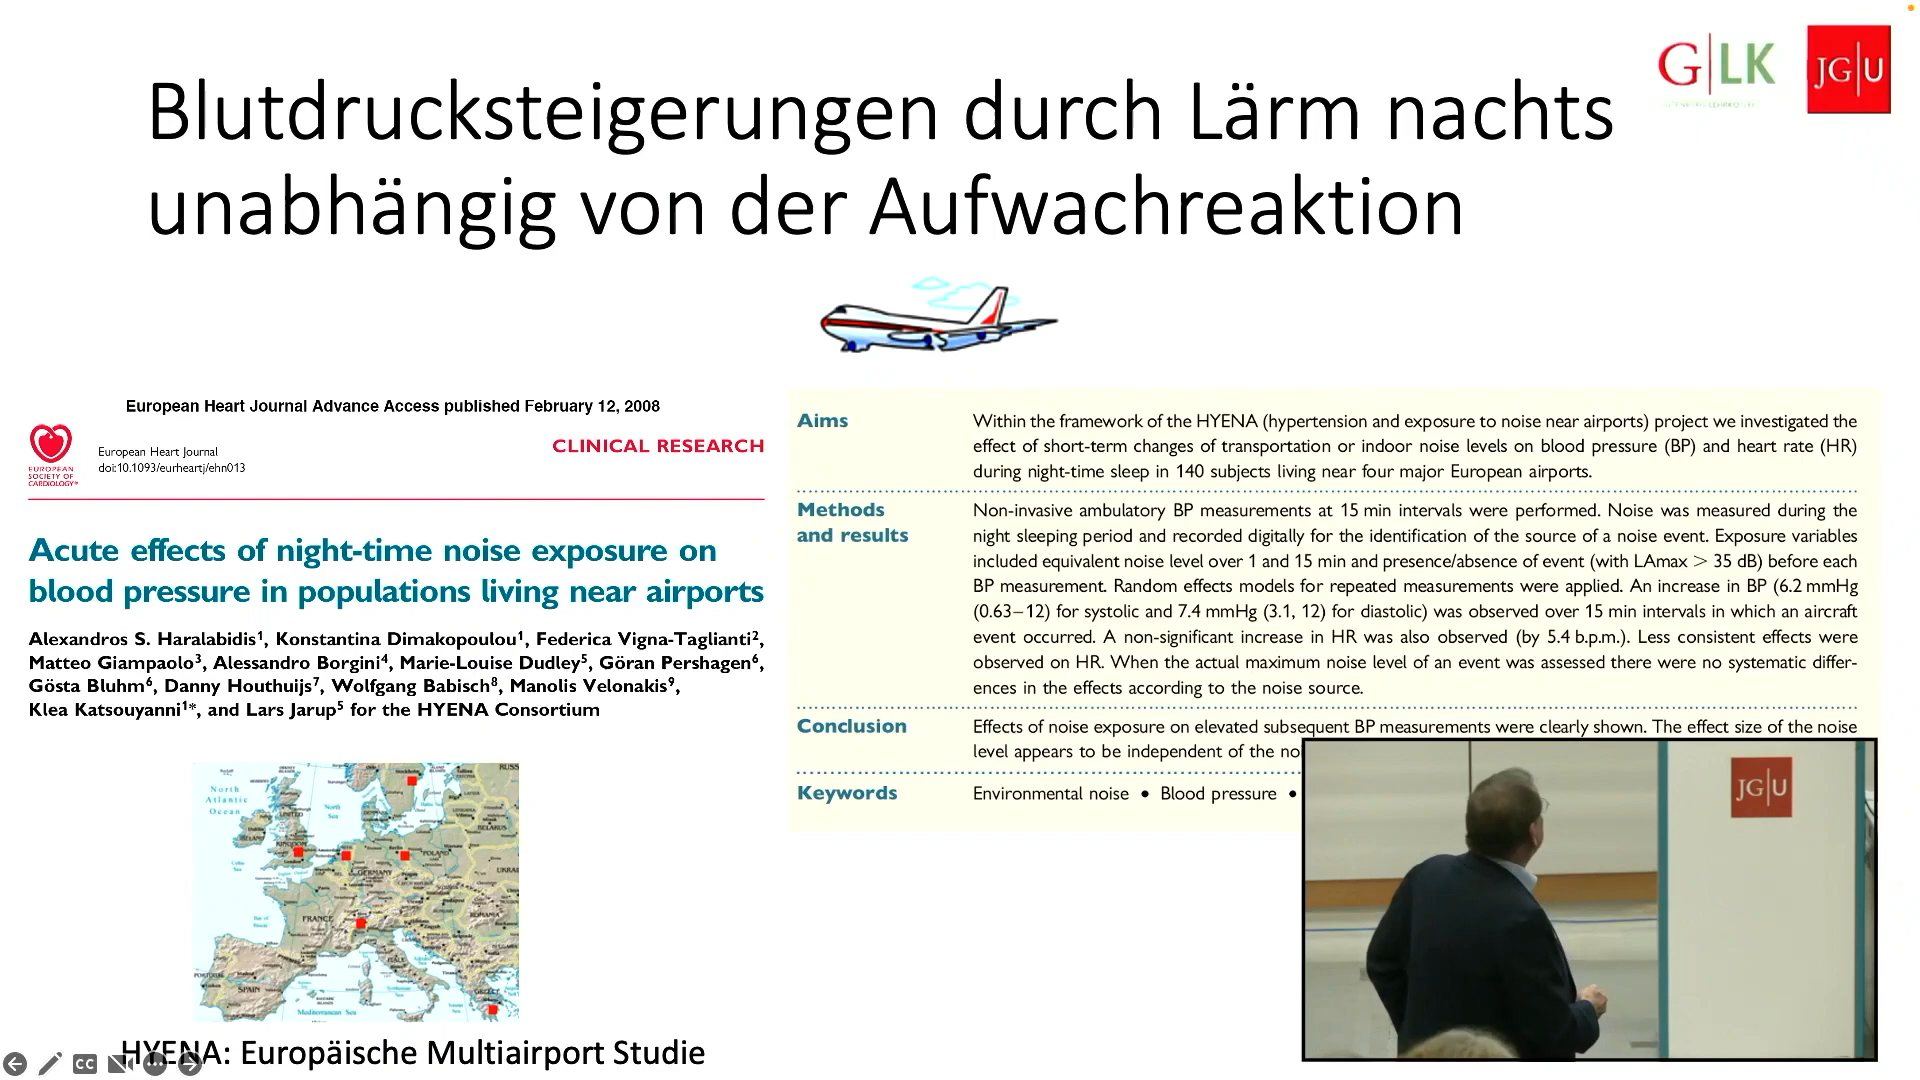 Blutdrucksteigerungen durch Lärm nachts
unabhängig von der Aufwachreaktion
G|LK
JG|U
European Heart Journal Advance Access published February 12, 2008
EUROPEAN
SOCIETY OF
CARDIOLOGY®
European Heart Journal
doi:10.1093/eurheartj/ehn013
CLINICAL RESEARCH
Acute effects of night-time noise exposure on
blood pressure in populations living near airports
Alexandros S. Haralabidis1, Konstantina Dimakopoulou1, Federica Vigna-Taglianti2,
Matteo Giampaolo3, Alessandro Borgini4, Marie-Louise Dudley5, Göran Pershagen6,
Gösta Bluhm6, Danny Houthuijs7, Wolfgang Babisch8, Manolis Velonakis9,
Klea Katsouyanni1*, and Lars Jarup5 for the HYENA Consortium
Aims
Within the framework of the HYENA (hypertension and exposure to noise near airports) project we investigated the
effect of short-term changes of transportation or indoor noise levels on blood pressure (BP) and heart rate (HR)
during night-time sleep in 140 subjects living near four major European airports.
Methods
and results
Non-invasive ambulatory BP measurements at 15 min intervals were performed. Noise was measured during the
night sleeping period and recorded digitally for the identification of the source of a noise event. Exposure variables
included equivalent noise level over 1 and 15 min and presence/absence of event (with LAmax > 35 dB) before each
BP measurement. Random effects models for repeated measurements were applied. An increase in BP (6.2 mmHg
(0.63–12) for systolic and 7.4 mmHg (3.1, 12) for diastolic) was observed over 15 min intervals in which an aircraft
event occurred. A non-significant increase in HR was also observed (by 5.4 b.p.m.). Less consistent effects were
observed on HR. When the actual maximum noise level of an event was assessed there were no systematic differ-
ences in the effects according to the noise source.
Conclusion
Effects of noise exposure on elevated subsequent BP measurements were clearly shown. The effect size of the noise
level appears to be independent of the
Keywords
Environmental noise • Blood pressure •
JG|U
North
Atlantic
Ocean
North
Sea
UNITED
KINGDOM
GERMANY
POLAND
BELARUS
FRANCE
ROMANIA
ITALY
SPAIN
GREECE
Mediterranean Sea
HYENA: Europäische Multiairport Studie
CC